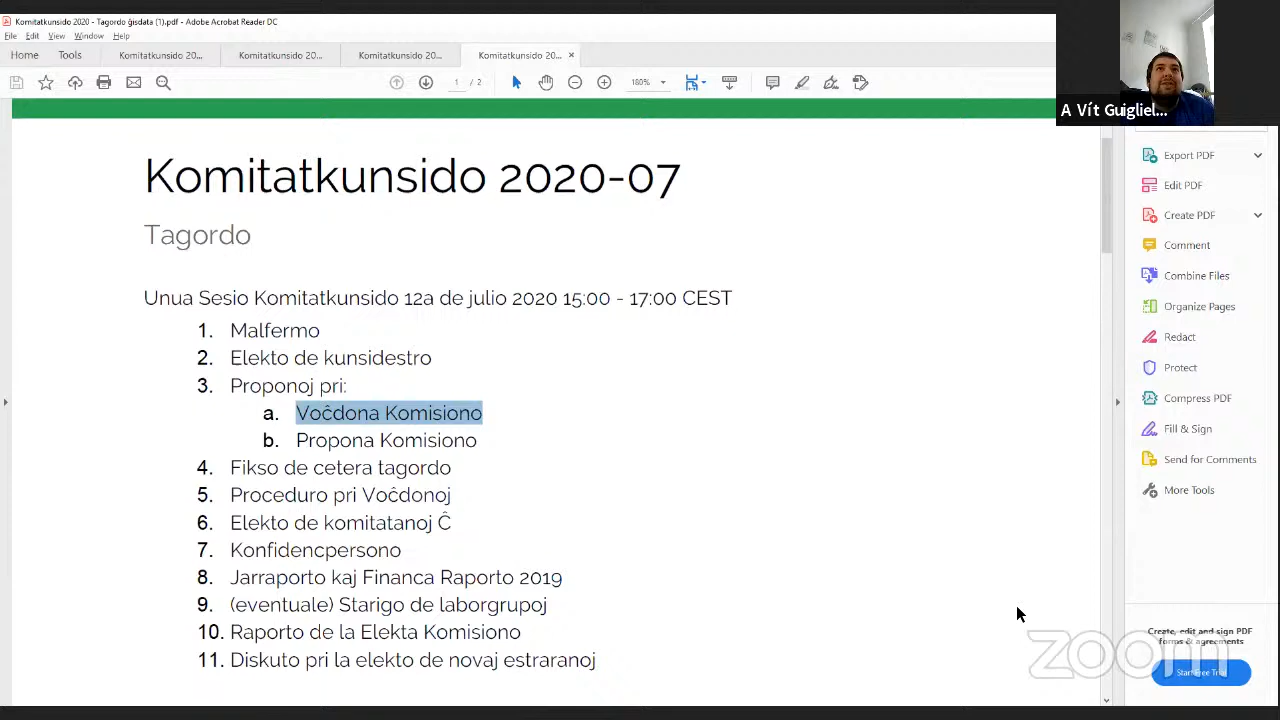 Komitatkunsido 2020 - Tagordo ĝisdata (1).pdf - Adobe Acrobat Reader DC
File Edit View Window Help
Home Tools Komitatkunsido 20... Komitatkunsido 20... Komitatkunsido 20... Komitatkunsido 20... ×
1 / 2 180%
A Vít Guigliel...
Komitatkunsido 2020-07
Tagordo
Unua Sesio Komitatkunsido 12a de julio 2020 15:00 - 17:00 CEST
1. Malfermo
2. Elekto de kunsidestro
3. Proponoj pri:
a. Voĉdona Komisiono
b. Propona Komisiono
4. Fikso de cetera tagordo
5. Proceduro pri Voĉdonoj
6. Elekto de komitatanoj Ĉ
7. Konfidencpersono
8. Jarraporto kaj Financa Raporto 2019
9. (eventuale) Starigo de laborgrupoj
10. Raporto de la Elekta Komisiono
11. Diskuto pri la elekto de novaj estraranoj
Export PDF
Edit PDF
Create PDF
Comment
Combine Files
Organize Pages
Redact
Protect
Compress PDF
Fill & Sign
Send for Comments
More Tools
Create, edit and sign PDF
forms & agreements
Start Free Trial
zoom